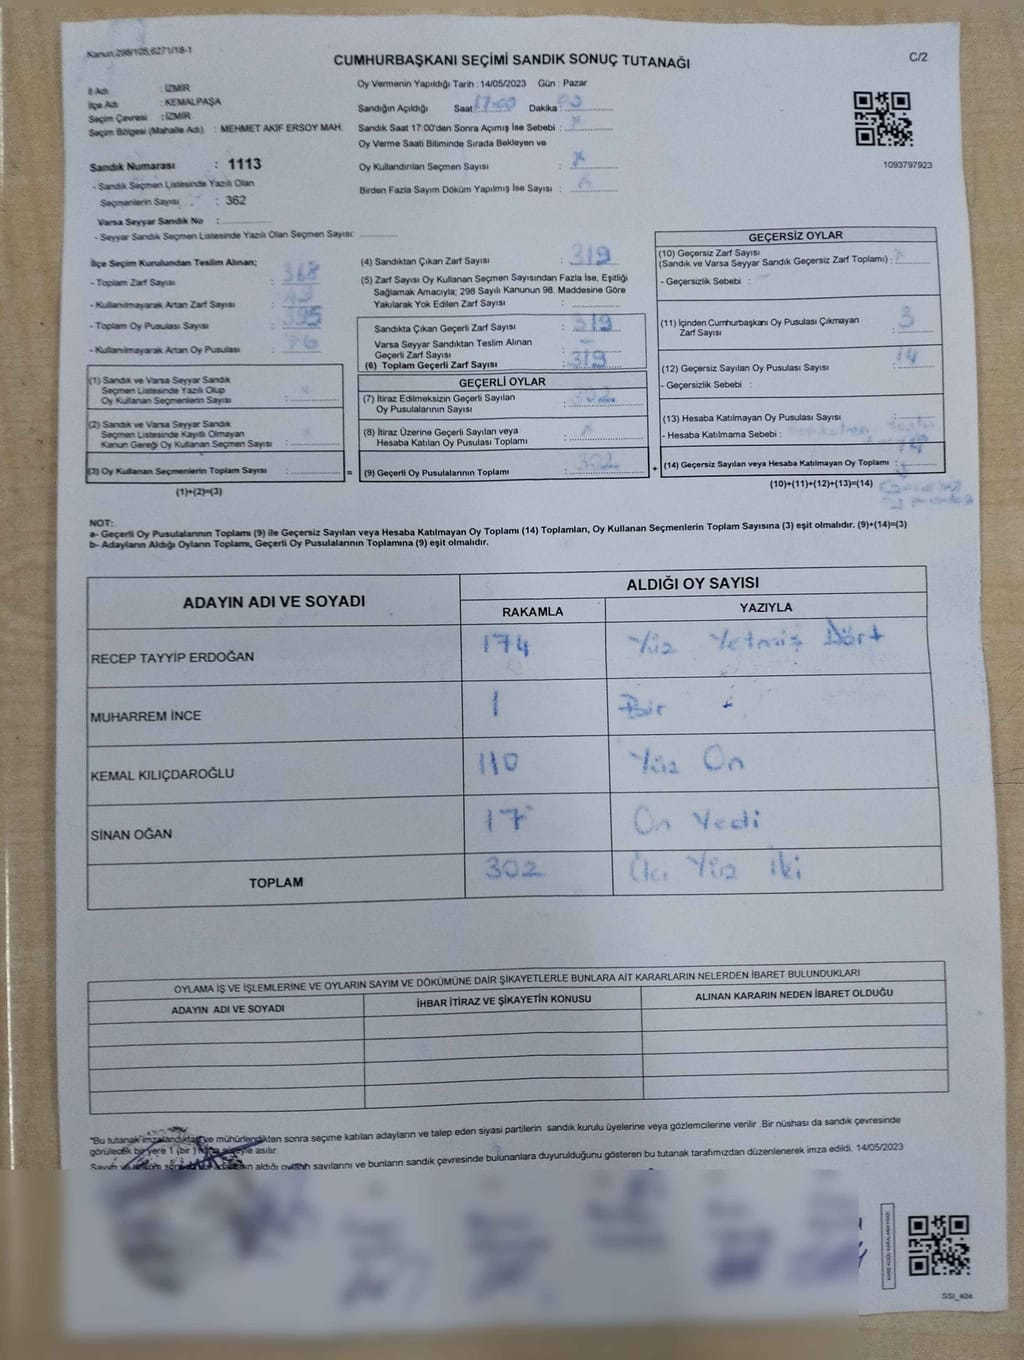 Kanun,298/105,6271/18-1
CUMHURBAŞKANI SEÇİMİ SANDIK SONUÇ TUTANAĞI
C/2
İl Adı : İZMİR
İlçe Adı : KEMALPAŞA
Seçim Çevresi : İZMİR
Seçim Bölgesi (Mahalle Adı) : MEHMET AKİF ERSOY MAH.
Sandık Numarası : 1113
- Sandık Seçmen Listesinde Yazılı Olan
Seçmenlerin Sayısı : 362
Varsa Seyyar Sandık No :
- Seyyar Sandık Seçmen Listesinde Yazılı Olan Seçmen Sayısı:
Oy Vermenin Yapıldığı Tarih : 14/05/2023 Gün : Pazar
Sandığın Açıldığı Saat 17:00 Dakika :
Sandık Saat 17:00'den Sonra Açımış İse Sebebi :
Oy Verme Saati Bitiminde Sırada Bekleyen ve
Oy Kullandırılan Seçmen Sayısı :
Birden Fazla Sayım Döküm Yapılmış İse Sayısı :
1093797923
İlçe Seçim Kurulundan Teslim Alınan;
- Toplam Zarf Sayısı : 368
- Kullanılmayarak Artan Zarf Sayısı :
- Toplam Oy Pusulası Sayısı : 395
- Kullanılmayarak Artan Oy Pusulası : 76
(1) Sandık ve Varsa Seyyar Sandık
Seçmen Listesinde Yazılı Olup
Oy Kullanan Seçmenlerin Sayısı :
(2) Sandık ve Varsa Seyyar Sandık
Seçmen Listesinde Kayıtlı Olmayan
Kanun Gereği Oy Kullanan Seçmen Sayısı :
(3) Oy Kullanan Seçmenlerin Toplam Sayısı :
(1)+(2)=(3)
(4) Sandıktan Çıkan Zarf Sayısı : 319
(5) Zarf Sayısı Oy Kullanan Seçmen Sayısından Fazla İse, Eşitliği
Sağlamak Amacıyla; 298 Sayılı Kanunun 98. Maddesine Göre
Yakılarak Yok Edilen Zarf Sayısı :
Sandıkta Çıkan Geçerli Zarf Sayısı : 319
Varsa Seyyar Sandıktan Teslim Alınan
Geçerli Zarf Sayısı :
(6) Toplam Geçerli Zarf Sayısı : 319
GEÇERLİ OYLAR
(7) İtiraz Edilmeksizin Geçerli Sayılan
Oy Pusulalarının Sayısı : 302
(8) İtiraz Üzerine Geçerli Sayılan veya
Hesaba Katılan Oy Pusulası Toplamı :
= (9) Geçerli Oy Pusulalarının Toplamı : 302
GEÇERSİZ OYLAR
(10) Geçersiz Zarf Sayısı
(Sandık ve Varsa Seyyar Sandık Geçersiz Zarf Toplamı) :
- Geçersizlik Sebebi :
(11) İçinden Cumhurbaşkanı Oy Pusulası Çıkmayan
Zarf Sayısı : 3
(12) Geçersiz Sayılan Oy Pusulası Sayısı : 14
- Geçersizlik Sebebi :
(13) Hesaba Katılmayan Oy Pusulası Sayısı :
- Hesaba Katılmama Sebebi :
+ (14) Geçersiz Sayılan veya Hesaba Katılmayan Oy Toplamı :
(10)+(11)+(12)+(13)=(14)
NOT:
a- Geçerli Oy Pusulalarının Toplamı (9) ile Geçersiz Sayılan veya Hesaba Katılmayan Oy Toplamı (14) Toplamları, Oy Kullanan Seçmenlerin Toplam Sayısına (3) eşit olmalıdır. (9)+(14)=(3)
b- Adayların Aldığı Oyların Toplamı, Geçerli Oy Pusulalarının Toplamına (9) eşit olmalıdır.
ADAYIN ADI VE SOYADI
ALDIĞI OY SAYISI
RAKAMLA YAZIYLA
RECEP TAYYİP ERDOĞAN 174 Yüz Yetmiş Dört
MUHARREM İNCE 1 Bir
KEMAL KILIÇDAROĞLU 110 Yüz On
SİNAN OĞAN 17 On Yedi
TOPLAM 302 Üç Yüz İki
OYLAMA İŞ VE İŞLEMLERİNE VE OYLARIN SAYIM VE DÖKÜMÜNE DAİR ŞİKAYETLERLE BUNLARA AİT KARARLARIN NELERDEN İBARET BULUNDUKLARI
ADAYIN ADI VE SOYADI İHBAR İTİRAZ VE ŞİKAYETİN KONUSU ALINAN KARARIN NEDEN İBARET OLDUĞU
"Bu tutanak imzalandıktan ve mühürlendikten sonra seçime katılan adayların ve talep eden siyasi partilerin sandık kurulu üyelerine veya gözlemcilerine verilir .Bir nüshası da sandık çevresinde
görülecek bir yere 1 (bir) süreyle asılır.
Sayım aldığı oyların sayılarını ve bunların sandık çevresinde bulunanlara duyurulduğunu gösteren bu tutanak tarafımızdan düzenlenerek imza edildi. 14/05/2023
SSI_404